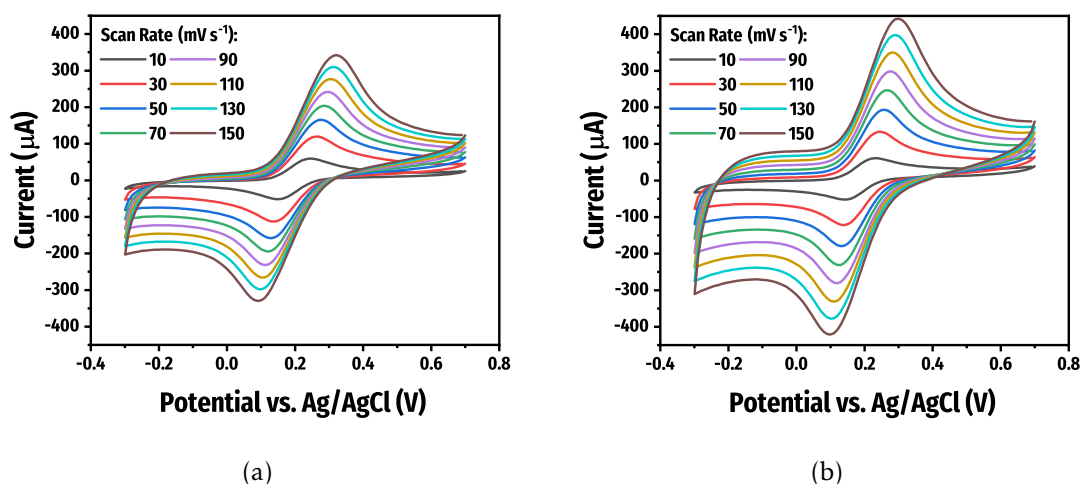 Scan Rate (mV s⁻¹):
10 90
30 110
50 130
70 150
400
300
200
100
0
-100
-200
-300
-400
-0.4 -0.2 0.0 0.2 0.4 0.6 0.8
Current (μA)
Potential vs. Ag/AgCl (V)
(a)
Scan Rate (mV s⁻¹):
10 90
30 110
50 130
70 150
400
300
200
100
0
-100
-200
-300
-400
-0.4 -0.2 0.0 0.2 0.4 0.6 0.8
Current (μA)
Potential vs. Ag/AgCl (V)
(b)